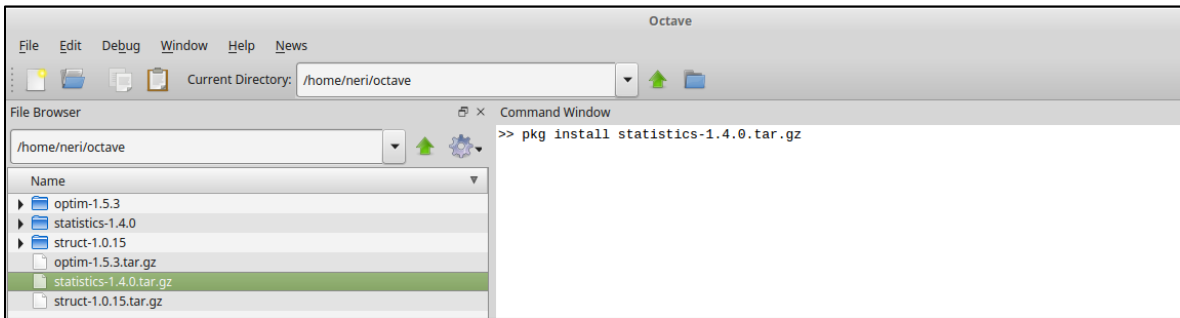 Octave
File Edit Debug Window Help News
Current Directory: /home/neri/octave
File Browser
/home/neri/octave
Name
optim-1.5.3
statistics-1.4.0
struct-1.0.15
optim-1.5.3.tar.gz
statistics-1.4.0.tar.gz
struct-1.0.15.tar.gz
Command Window
>> pkg install statistics-1.4.0.tar.gz